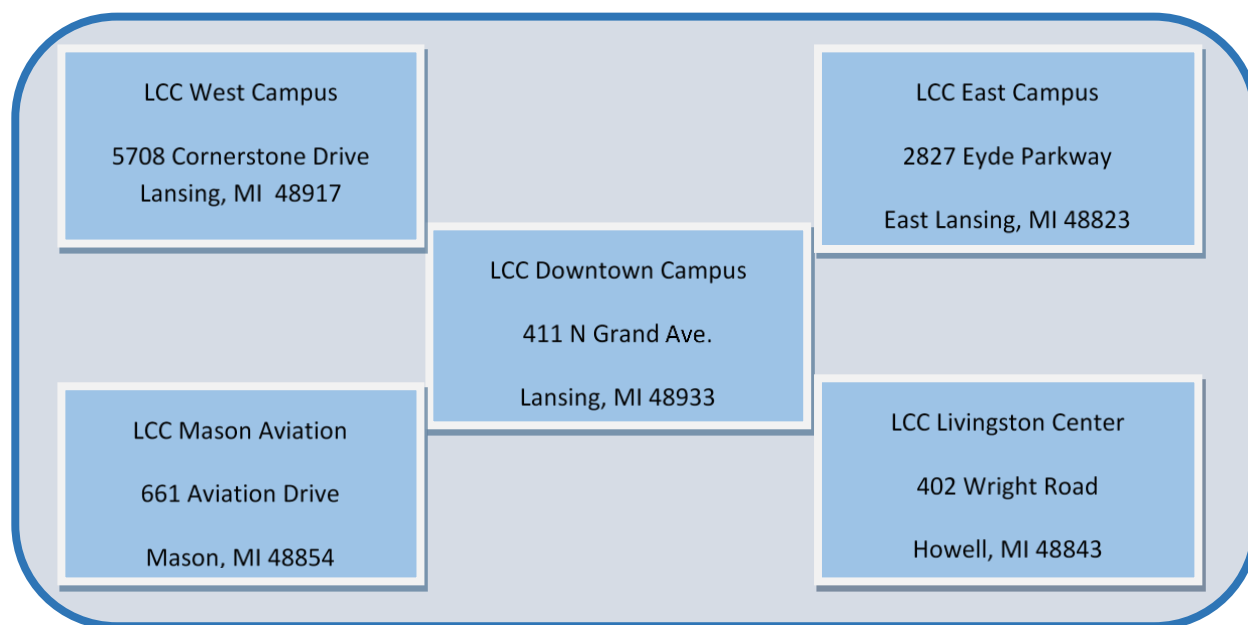 LCC West Campus
5708 Cornerstone Drive
Lansing, MI  48917
LCC East Campus
2827 Eyde Parkway
East Lansing, MI 48823
LCC Downtown Campus
411 N Grand Ave.
Lansing, MI 48933
LCC Mason Aviation
661 Aviation Drive
Mason, MI 48854
LCC Livingston Center
402 Wright Road
Howell, MI 48843